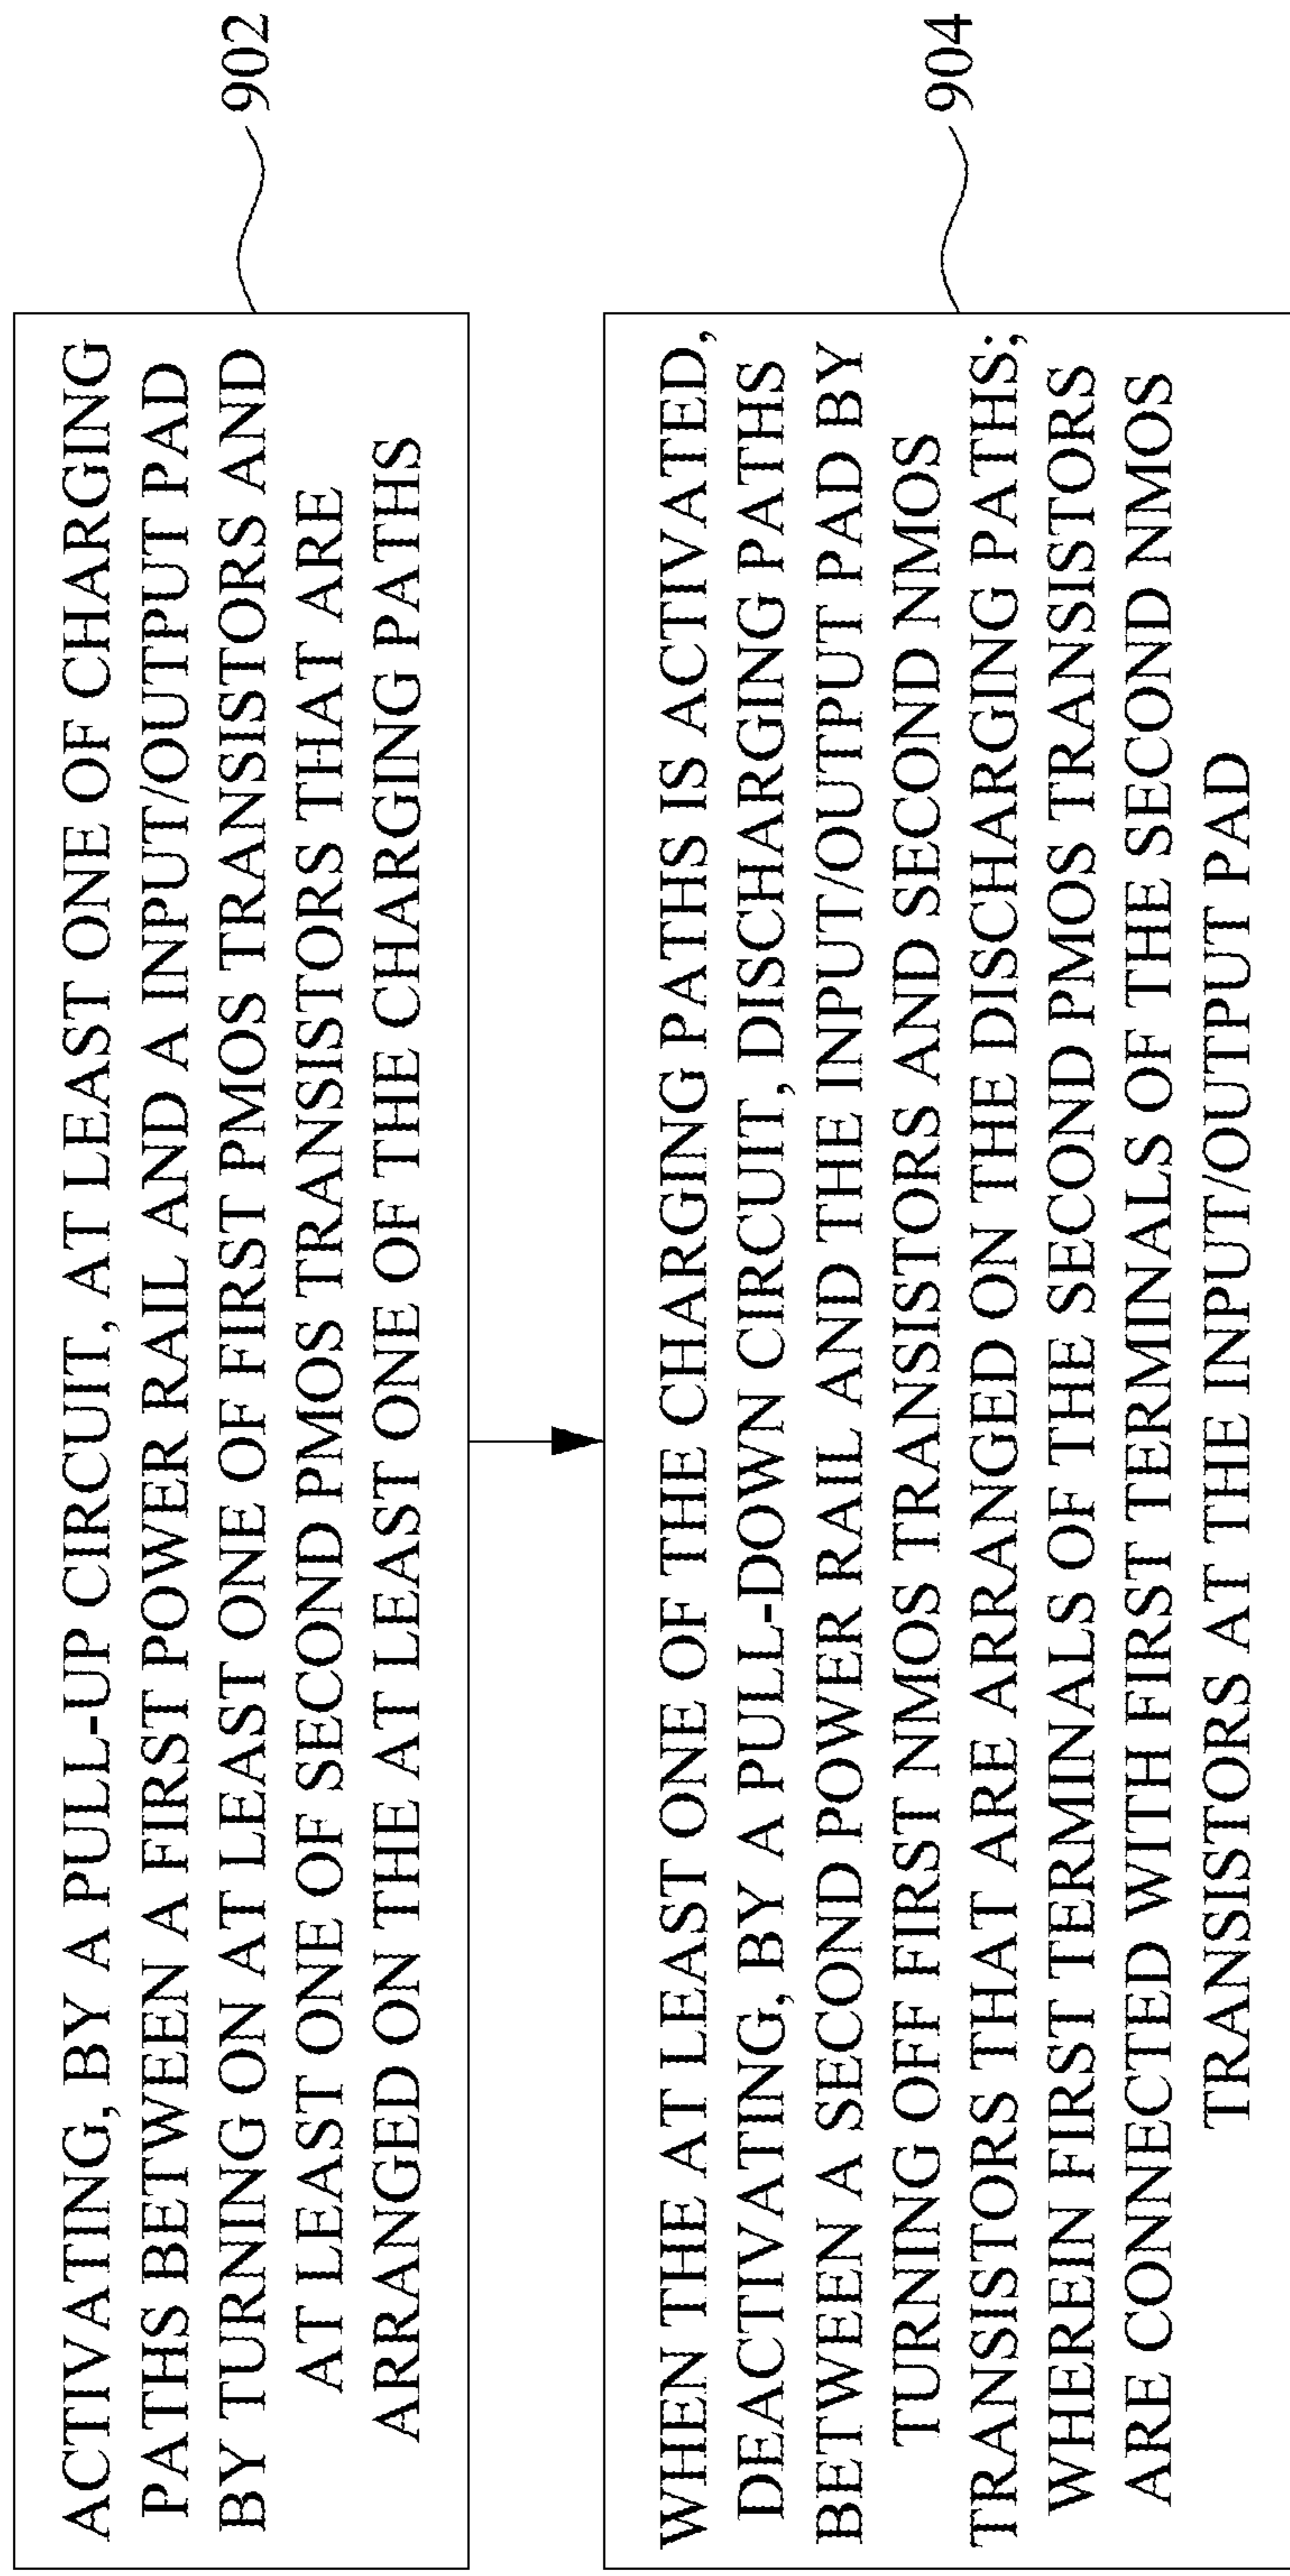 ACTIVATING, BY A PULL-UP CIRCUIT, AT LEAST ONE OF CHARGING
PATHS BETWEEN A FIRST POWER RAIL AND A INPUT/OUTPUT PAD
BY TURNING ON AT LEAST ONE OF FIRST PMOS TRANSISTORS AND
AT LEAST ONE OF SECOND PMOS TRANSISTORS THAT ARE
ARRANGED ON THE AT LEAST ONE OF THE CHARGING PATHS
902
WHEN THE AT LEAST ONE OF THE CHARGING PATHS IS ACTIVATED,
DEACTIVATING, BY A PULL-DOWN CIRCUIT, DISCHARGING PATHS
BETWEEN A SECOND POWER RAIL AND THE INPUT/OUTPUT PAD BY
TURNING OFF FIRST NMOS TRANSISTORS AND SECOND NMOS
TRANSISTORS THAT ARE ARRANGED ON THE DISCHARGING PATHS;
WHEREIN FIRST TERMINALS OF THE SECOND PMOS TRANSISTORS
ARE CONNECTED WITH FIRST TERMINALS OF THE SECOND NMOS
TRANSISTORS AT THE INPUT/OUTPUT PAD
904